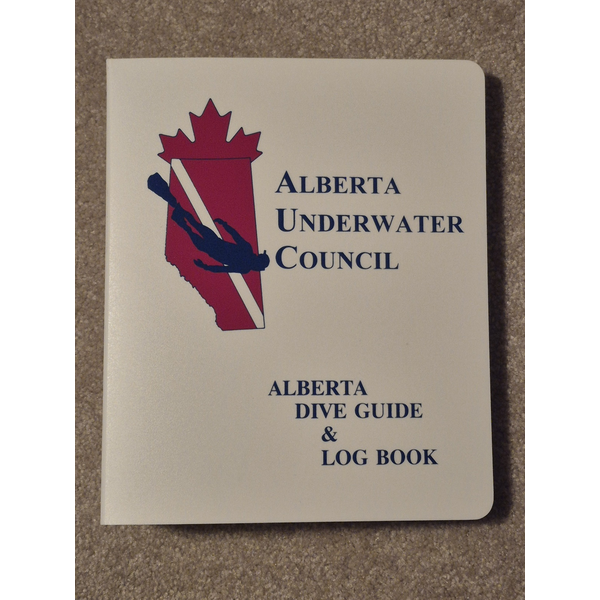 ALBERTA
UNDERWATER
COUNCIL
ALBERTA
DIVE GUIDE
&
LOG BOOK